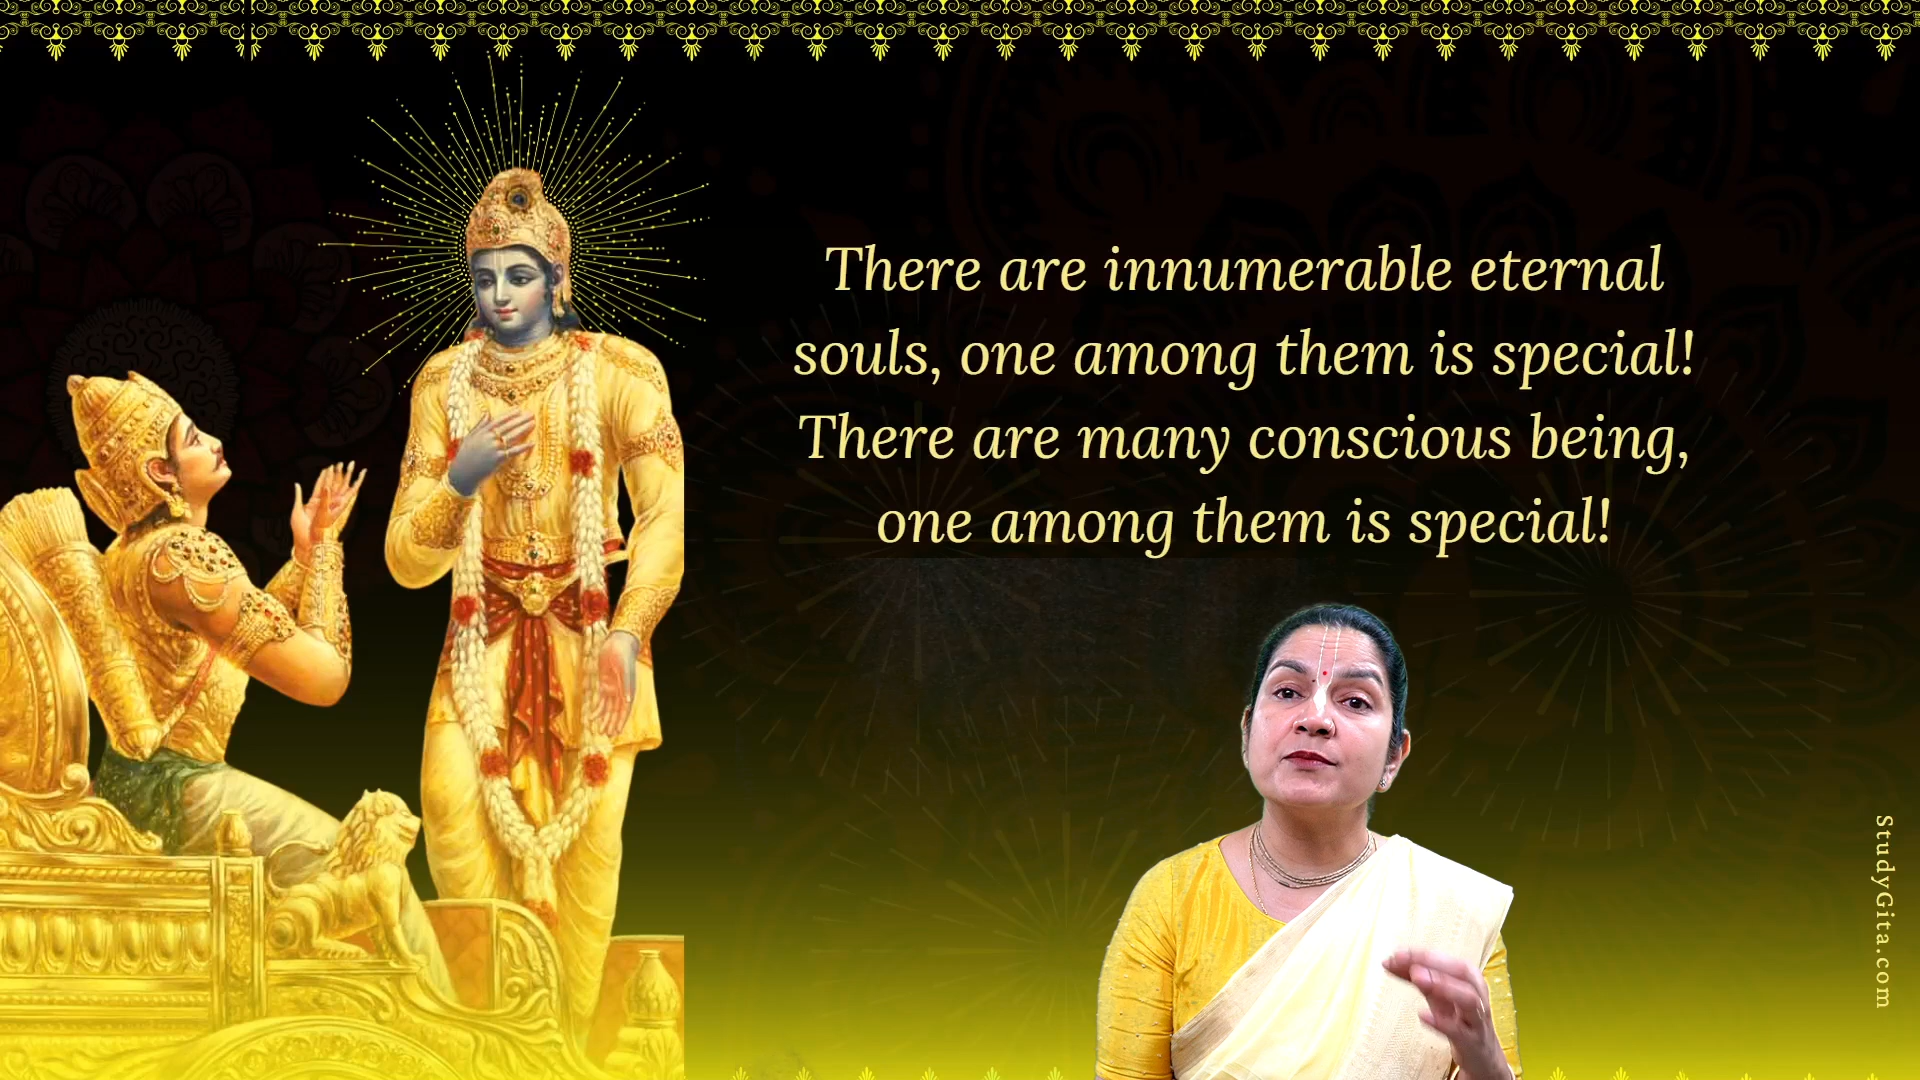 There are innumerable eternal
souls, one among them is special!
There are many conscious being,
one among them is special!
StudyGita.com